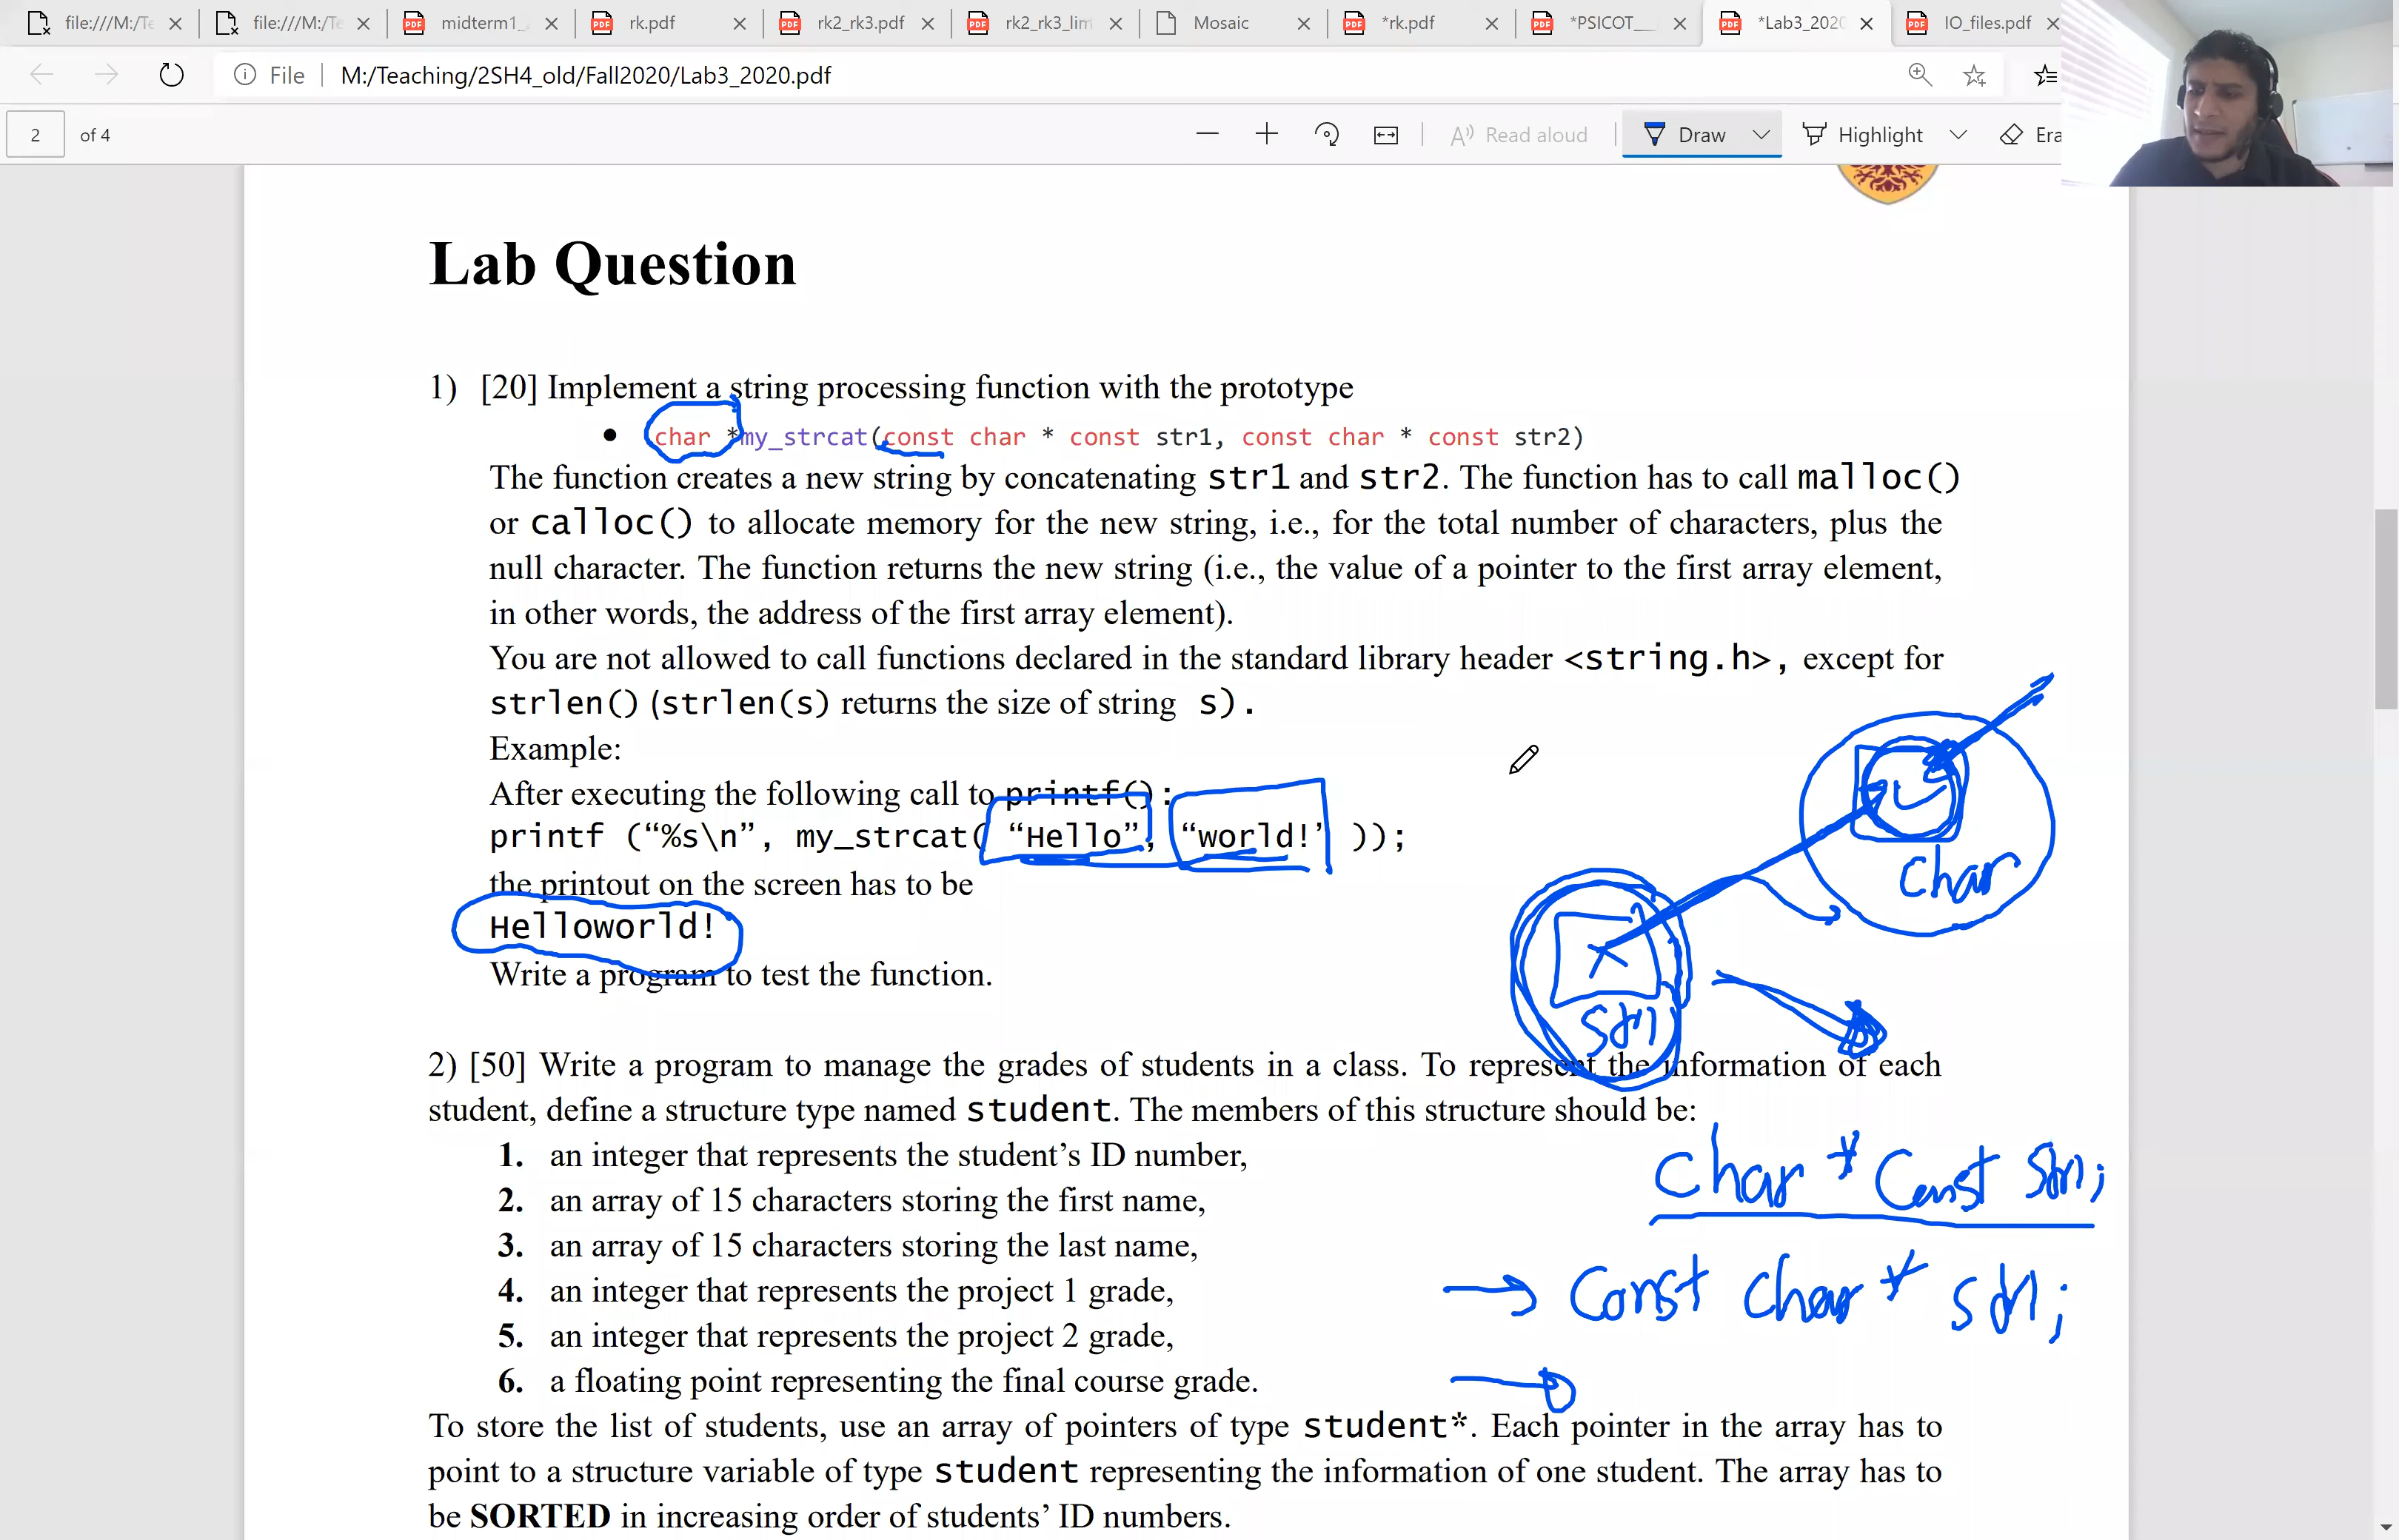 file:///M:/Te file:///M:/Te midterm1_ rk.pdf rk2_rk3.pdf rk2_rk3_lim Mosaic *rk.pdf *PSICOT__ *Lab3_2020 IO_files.pdf
File | M:/Teaching/2SH4_old/Fall2020/Lab3_2020.pdf
2 of 4 Read aloud Draw Highlight Era
Lab Question
1) [20] Implement a string processing function with the prototype
• char *my_strcat(const char * const str1, const char * const str2)
The function creates a new string by concatenating str1 and str2. The function has to call malloc()
or calloc() to allocate memory for the new string, i.e., for the total number of characters, plus the
null character. The function returns the new string (i.e., the value of a pointer to the first array element,
in other words, the address of the first array element).
You are not allowed to call functions declared in the standard library header <string.h>, except for
strlen() (strlen(s) returns the size of string s).
Example:
After executing the following call to printf():
printf (“%s\n”, my_strcat( “Hello”, “world!” ));
char
the printout on the screen has to be
Helloworld!
Write a program to test the function.
str1
2) [50] Write a program to manage the grades of students in a class. To represent the information of each
student, define a structure type named student. The members of this structure should be:
1. an integer that represents the student’s ID number,
char * const str1;
2. an array of 15 characters storing the first name,
3. an array of 15 characters storing the last name,
4. an integer that represents the project 1 grade,
const char * str1;
5. an integer that represents the project 2 grade,
6. a floating point representing the final course grade.
To store the list of students, use an array of pointers of type student*. Each pointer in the array has to
point to a structure variable of type student representing the information of one student. The array has to
be SORTED in increasing order of students’ ID numbers.